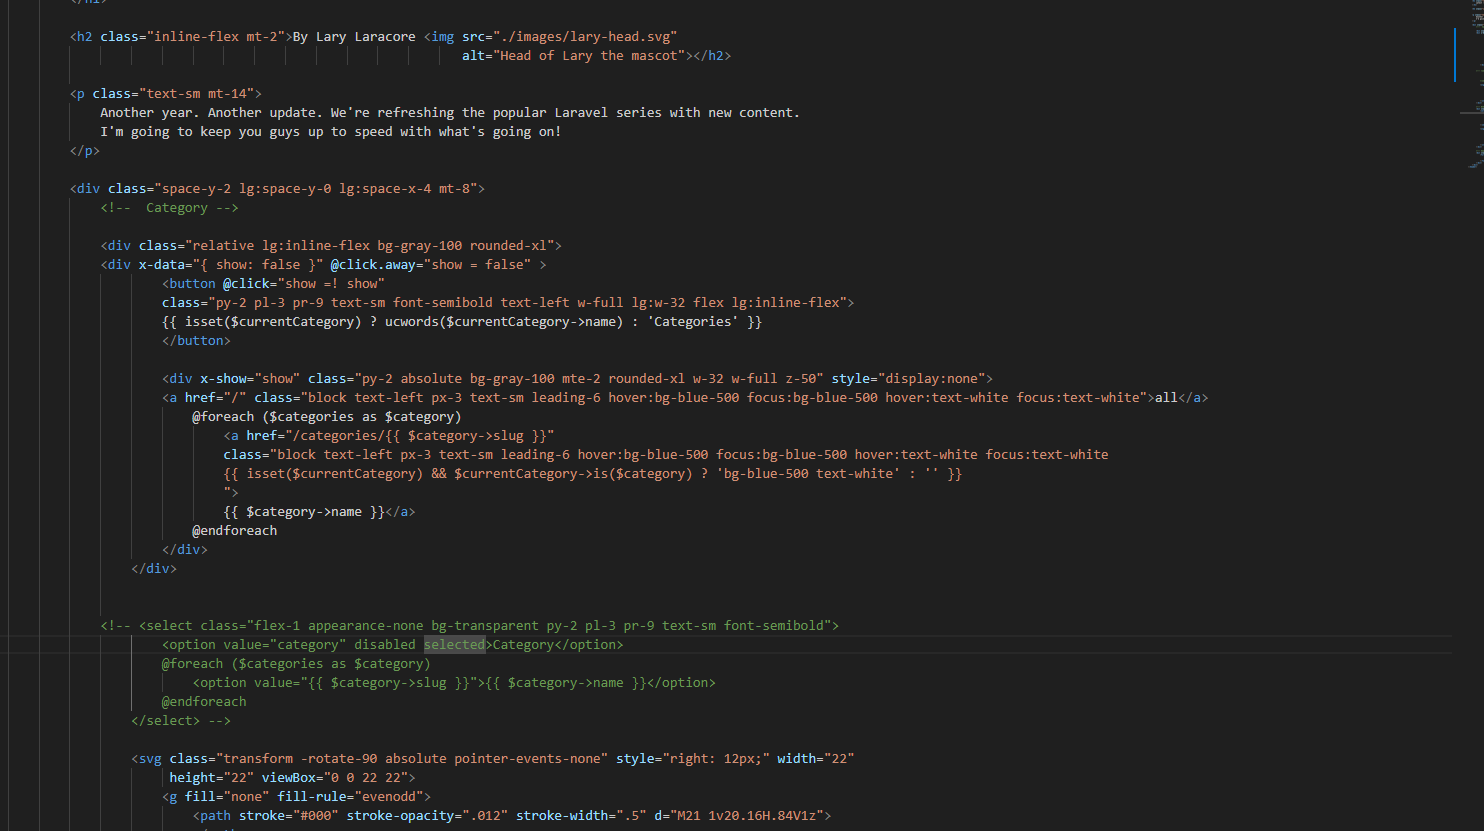 </h1>
<h2 class="inline-flex mt-2">By Lary Laracore <img src="./images/lary-head.svg"
alt="Head of Lary the mascot"></h2>
<p class="text-sm mt-14">
Another year. Another update. We're refreshing the popular Laravel series with new content.
I'm going to keep you guys up to speed with what's going on!
</p>
<div class="space-y-2 lg:space-y-0 lg:space-x-4 mt-8">
<!--  Category -->
<div class="relative lg:inline-flex bg-gray-100 rounded-xl">
<div x-data="{ show: false }" @click.away="show = false" >
<button @click="show =! show"
class="py-2 pl-3 pr-9 text-sm font-semibold text-left w-full lg:w-32 flex lg:inline-flex">
{{ isset($currentCategory) ? ucwords($currentCategory->name) : 'Categories' }}
</button>
<div x-show="show" class="py-2 absolute bg-gray-100 mte-2 rounded-xl w-32 w-full z-50" style="display:none">
<a href="/" class="block text-left px-3 text-sm leading-6 hover:bg-blue-500 focus:bg-blue-500 hover:text-white focus:text-white">all</a>
@foreach ($categories as $category)
<a href="/categories/{{ $category->slug }}"
class="block text-left px-3 text-sm leading-6 hover:bg-blue-500 focus:bg-blue-500 hover:text-white focus:text-white
{{ isset($currentCategory) && $currentCategory->is($category) ? 'bg-blue-500 text-white' : '' }}
">
{{ $category->name }}</a>
@endforeach
</div>
</div>
<!-- <select class="flex-1 appearance-none bg-transparent py-2 pl-3 pr-9 text-sm font-semibold">
<option value="category" disabled selected>Category</option>
@foreach ($categories as $category)
<option value="{{ $category->slug }}">{{ $category->name }}</option>
@endforeach
</select> -->
<svg class="transform -rotate-90 absolute pointer-events-none" style="right: 12px;" width="22"
height="22" viewBox="0 0 22 22">
<g fill="none" fill-rule="evenodd">
<path stroke="#000" stroke-opacity=".012" stroke-width=".5" d="M21 1v20.16H.84V1z">